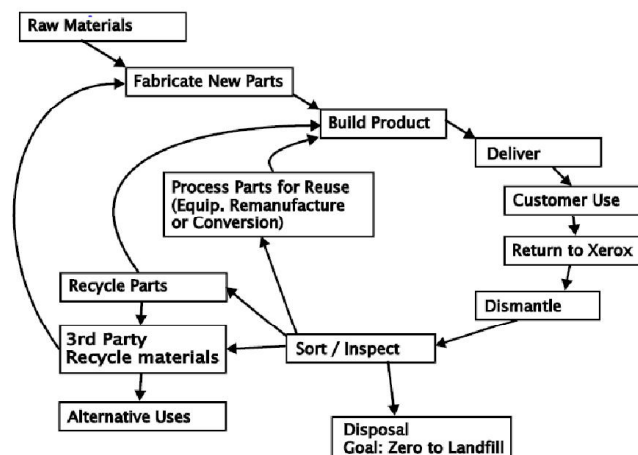 Raw Materials
Fabricate New Parts
Build Product
Deliver
Process Parts for Reuse
(Equip. Remanufacture
or Conversion)
Customer Use
Return to Xerox
Recycle Parts
Dismantle
3rd Party
Recycle materials
Sort / Inspect
Alternative Uses
Disposal
Goal: Zero to Landfill